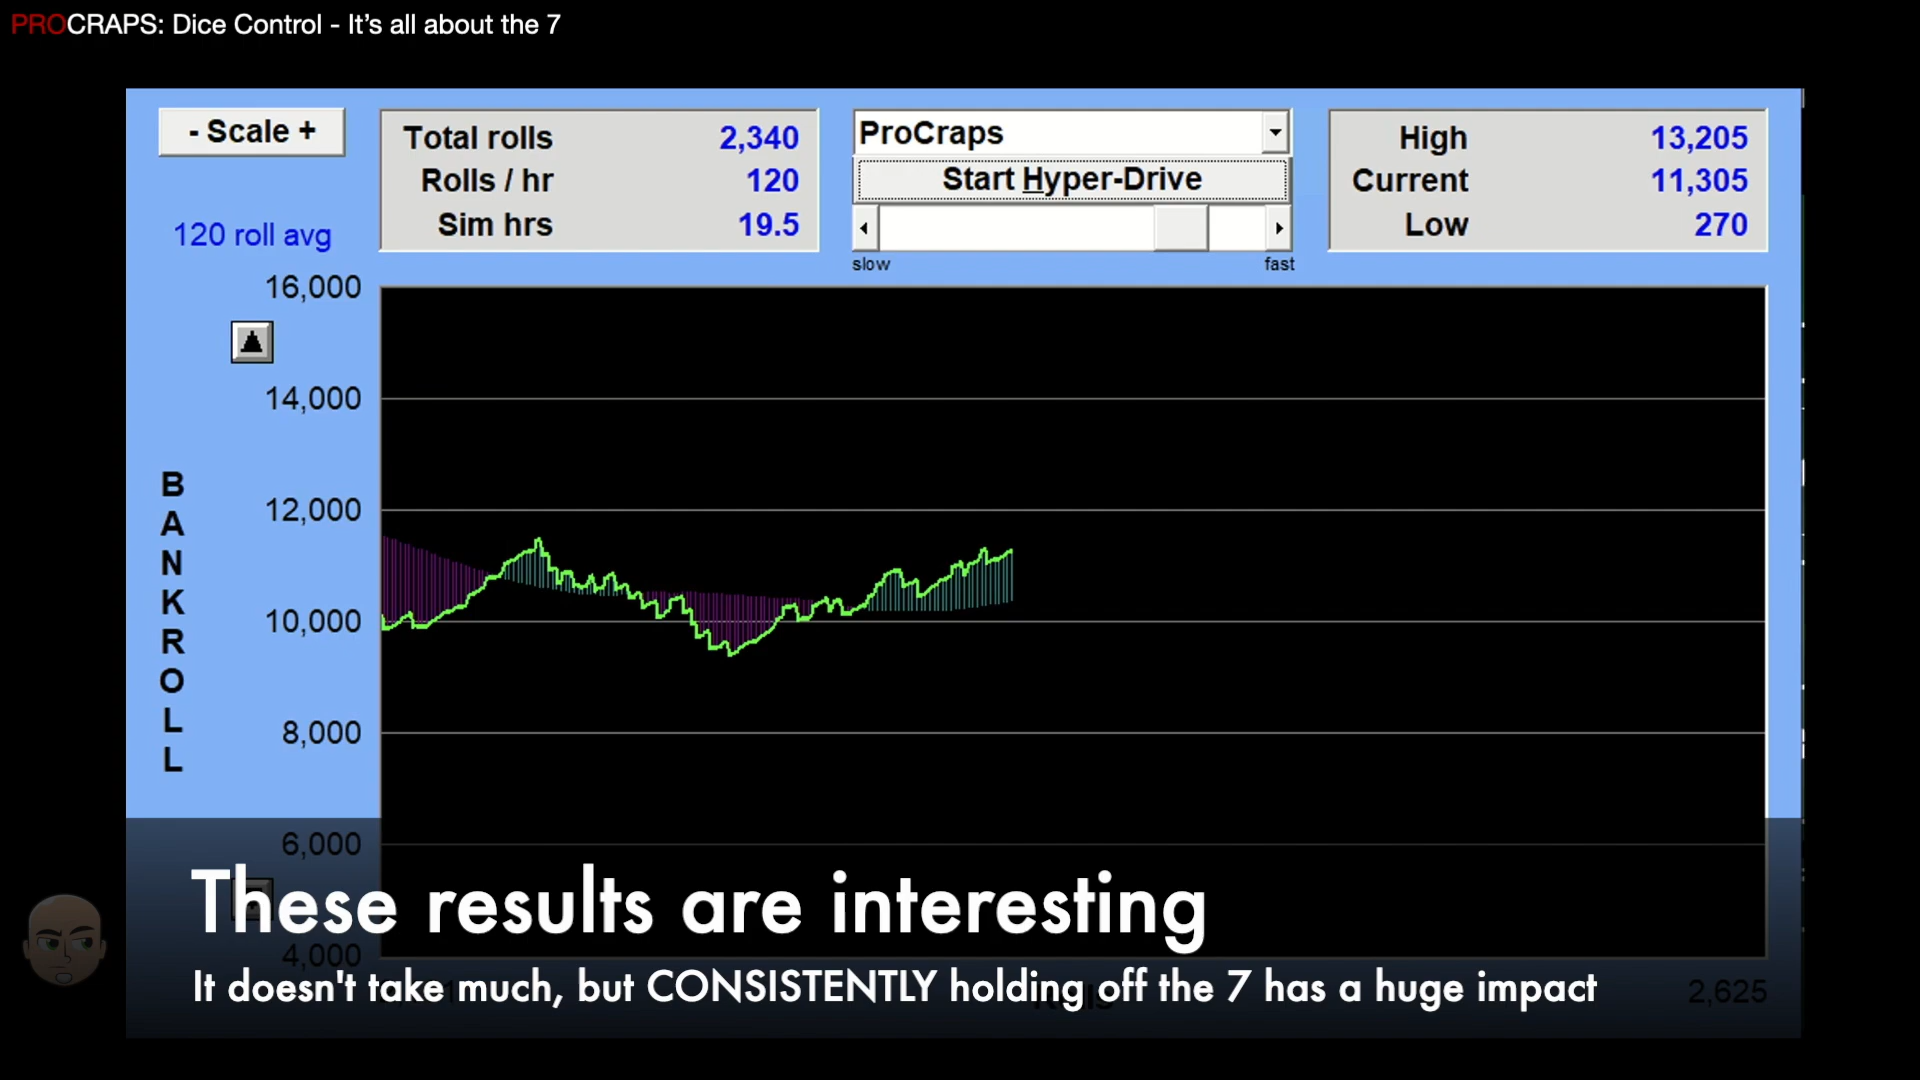 PROCRAPS: Dice Control - It's all about the 7
- Scale +
Total rolls 2,340
Rolls / hr 120
Sim hrs 19.5
ProCraps
Start Hyper-Drive
slow fast
High 13,205
Current 11,305
Low 270
120 roll avg
16,000
14,000
12,000
10,000
8,000
6,000
4,000
BANKROLL
These results are interesting
It doesn't take much, but CONSISTENTLY holding off the 7 has a huge impact
2,625